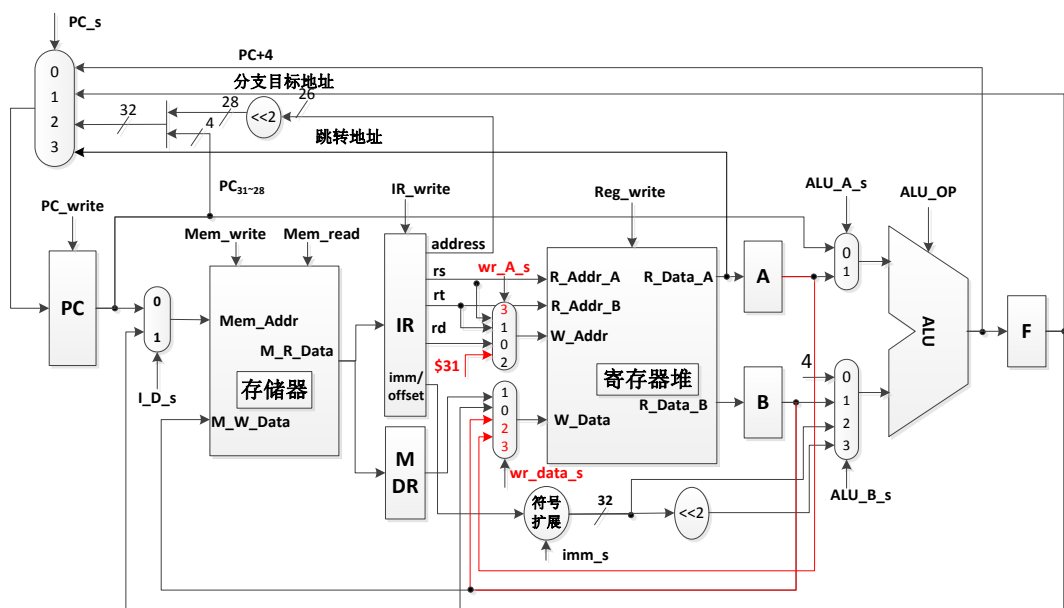 PC_s
0
1
2
3
PC+4
分支目标地址
32
28
<<2
26
4
跳转地址
PC31~28
PC_write
PC
0
1
I_D_s
Mem_write
Mem_read
Mem_Addr
M_R_Data
存储器
M_W_Data
IR_write
IR
address
rs
rt
rd
imm/
offset
M
DR
wr_A_s
3
1
0
2
$31
1
0
2
3
wr_data_s
Reg_write
R_Addr_A
R_Addr_B
W_Addr
W_Data
R_Data_A
寄存器堆
R_Data_B
A
B
符号
扩展
imm_s
32
<<2
ALU_A_s
0
1
4
0
1
2
3
ALU_B_s
ALU_OP
ALU
F